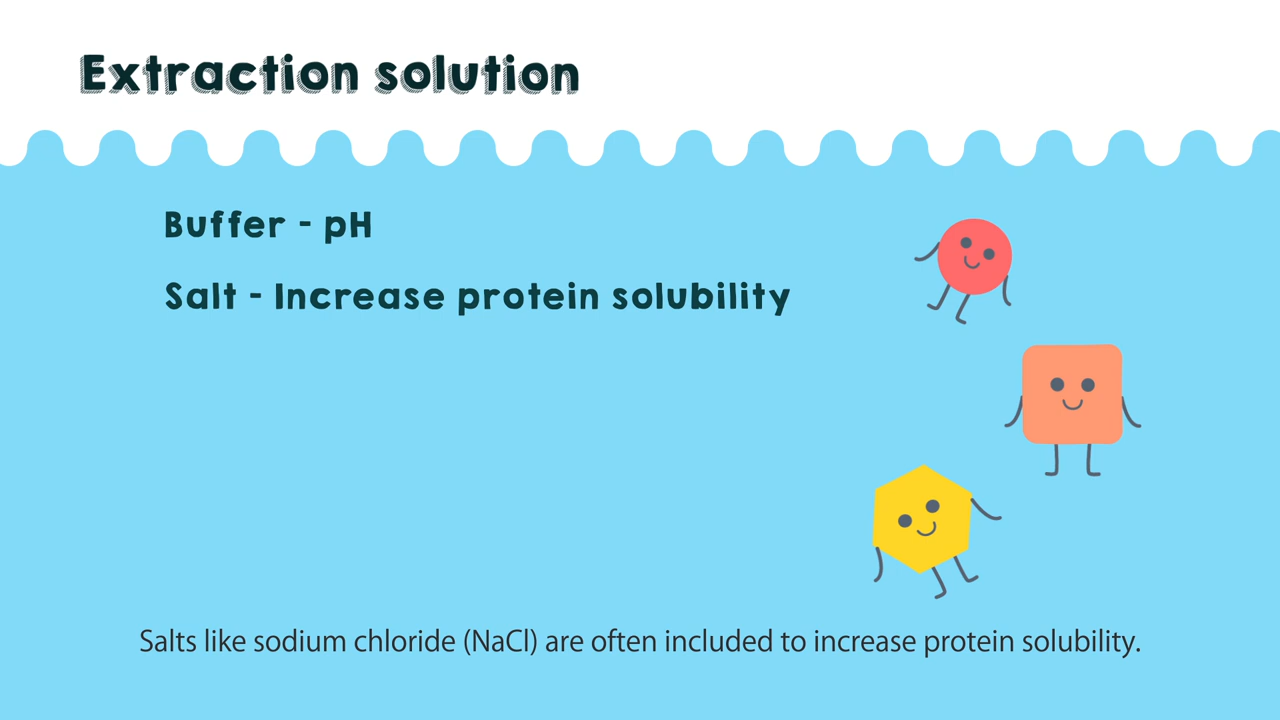 Extraction solution
Buffer - pH
Salt - Increase protein solubility
Salts like sodium chloride (NaCl) are often included to increase protein solubility.